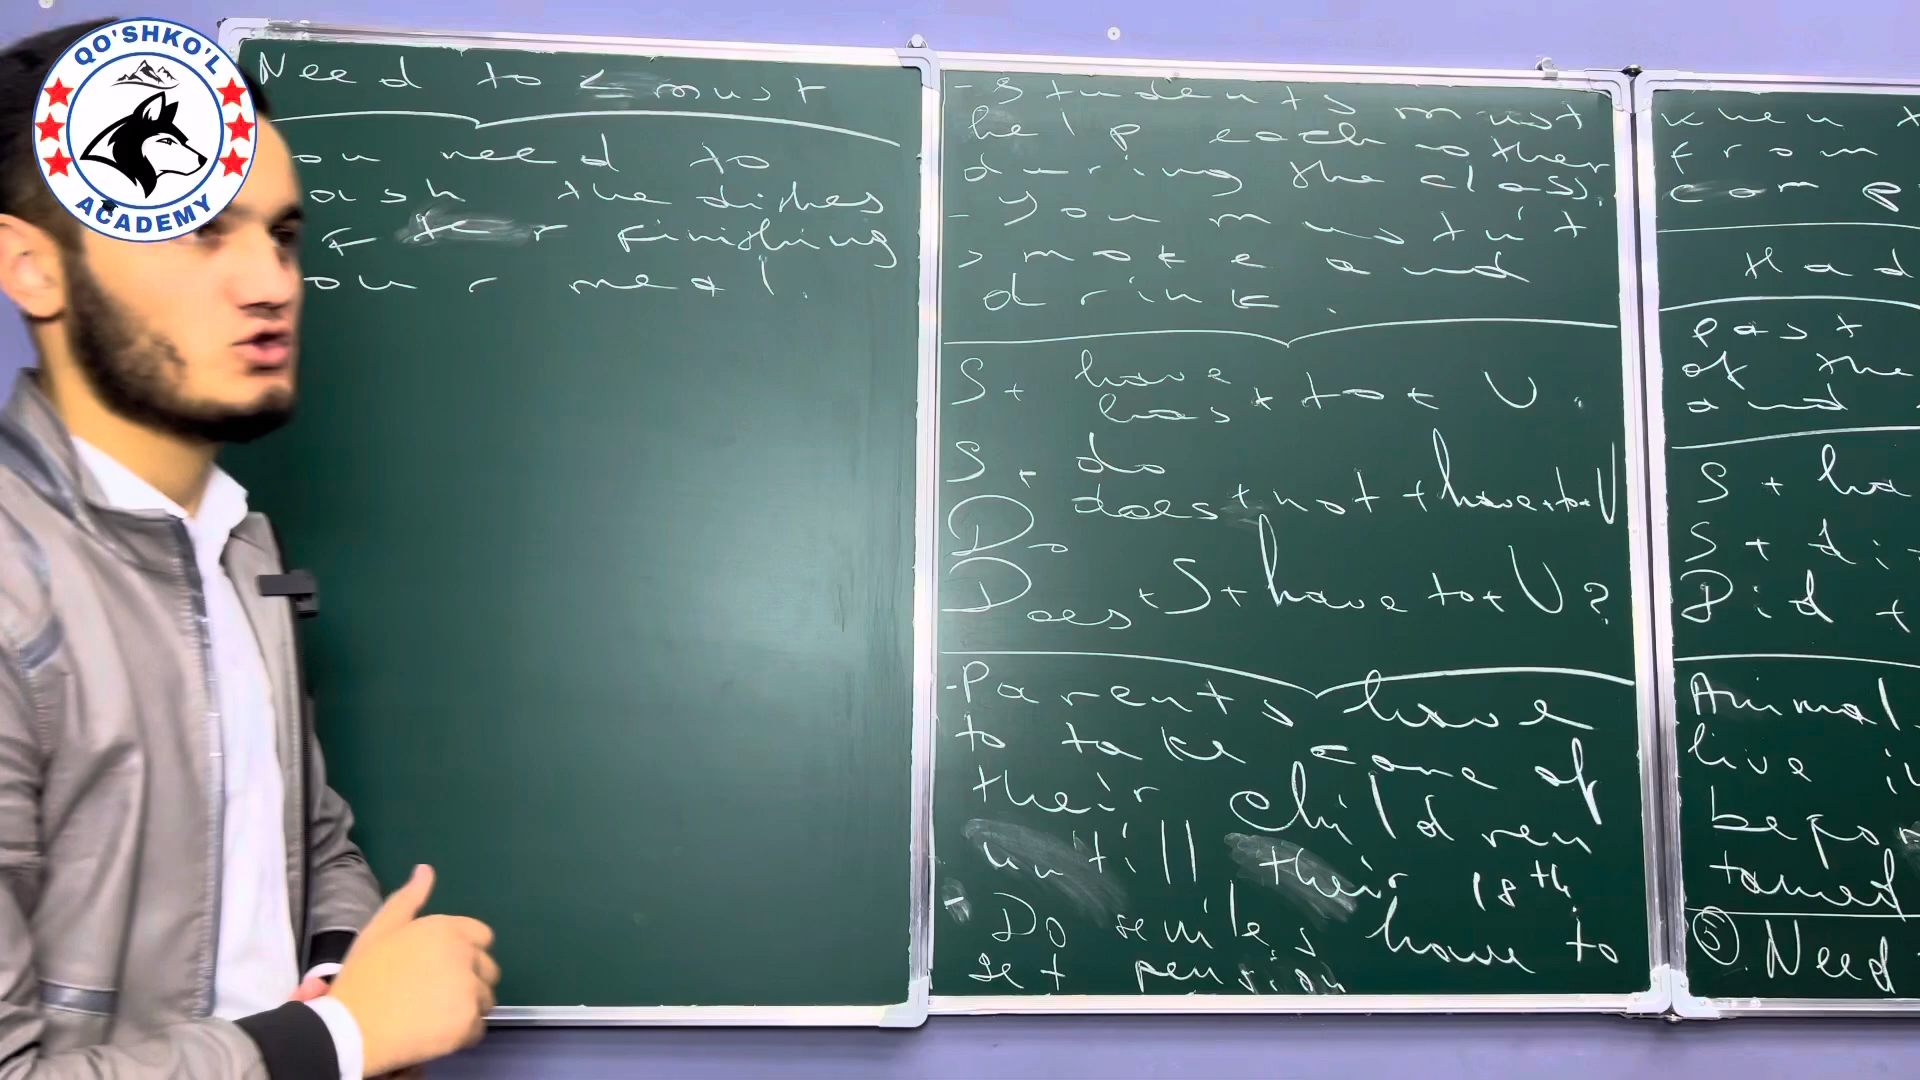 QO'SHKO'L
ACADEMY
Need to ≤ must
ou need to
ash the dishes
f r finishing
our meal.
- Students must
help each other
during the class.
- you mustn't
smoke and
drink.
S + have
has + to + V.
S + do
does + not + have + to + V
Do
Does + S + have to + V?
- Parents have
to take care of
their children
untill their 18th.
- Do seniles have to
get pension
when t
from
comp
Had
past
of the
and
S + ha
S + di
Did +
Animal
live i
befor
tamed
⑤. Need